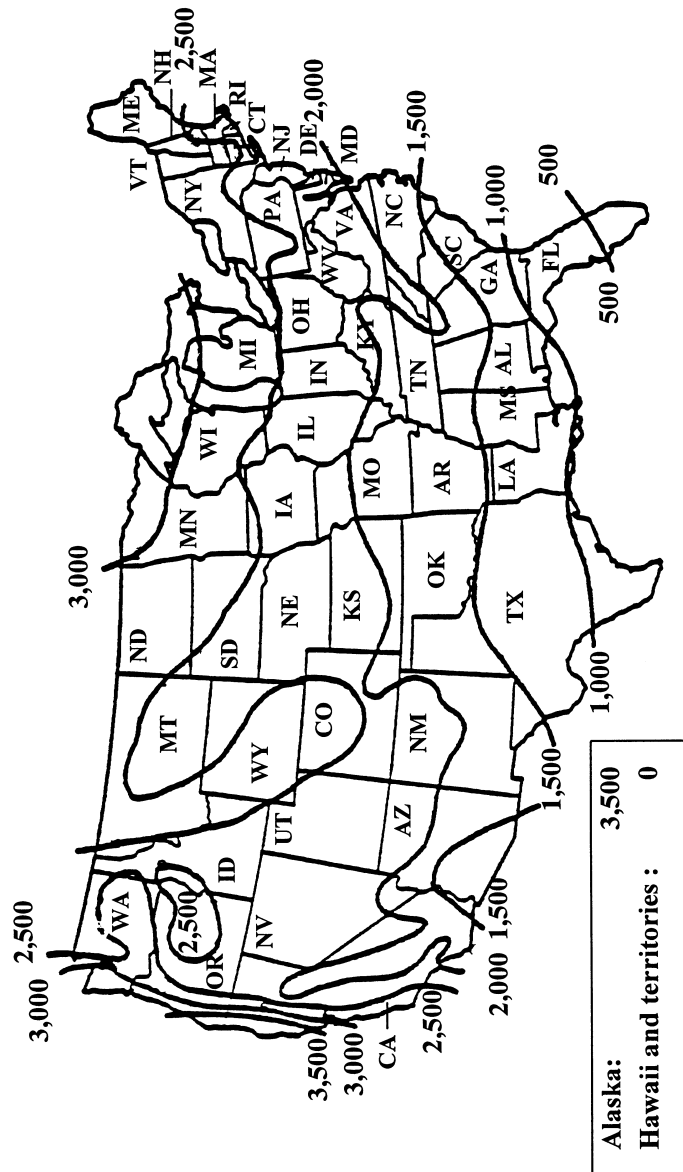 3,000
2,500
3,000
WA
MT
ND
MN
VT
ME
NH
2,500
MA
RI
CT
NY
WI
MI
OR
2,500
ID
WY
SD
IA
PA
NJ
DE
2,000
MD
NV
UT
CO
NE
IL
IN
OH
WV
VA
3,500
3,000
CA
2,500
2,000
1,500
AZ
NM
KS
MO
KY
NC
1,500
OK
AR
TN
SC
1,000
TX
LA
MS
AL
GA
FL
500
500
1,500
1,000
Alaska: 3,500
Hawaii and territories : 0